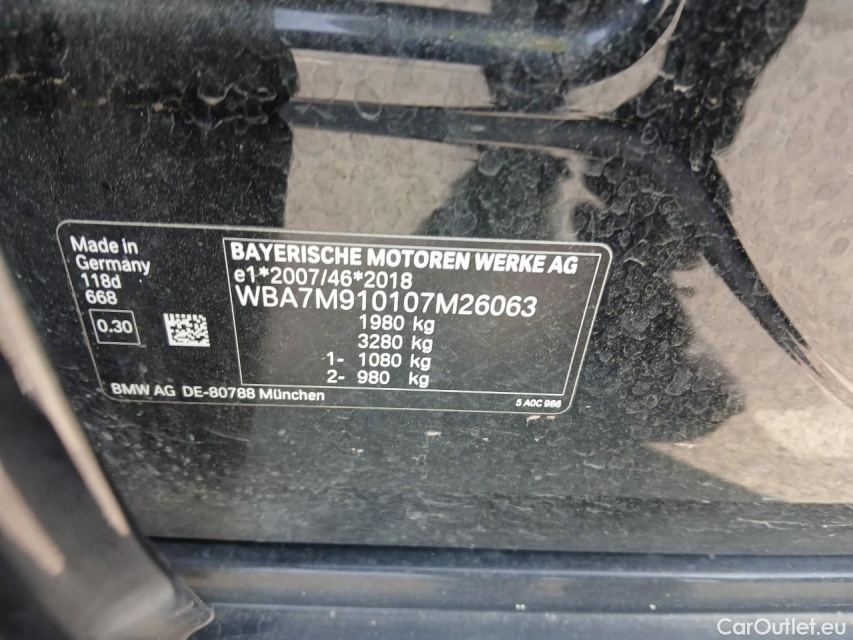 Made in
Germany
118d
668
0.30
BAYERISCHE MOTOREN WERKE AG
e1*2007/46*2018
WBA7M910107M26063
1980 kg
3280 kg
1- 1080 kg
2- 980 kg
BMW AG DE-80788 München
5 A0C 986
CarOutlet.eu